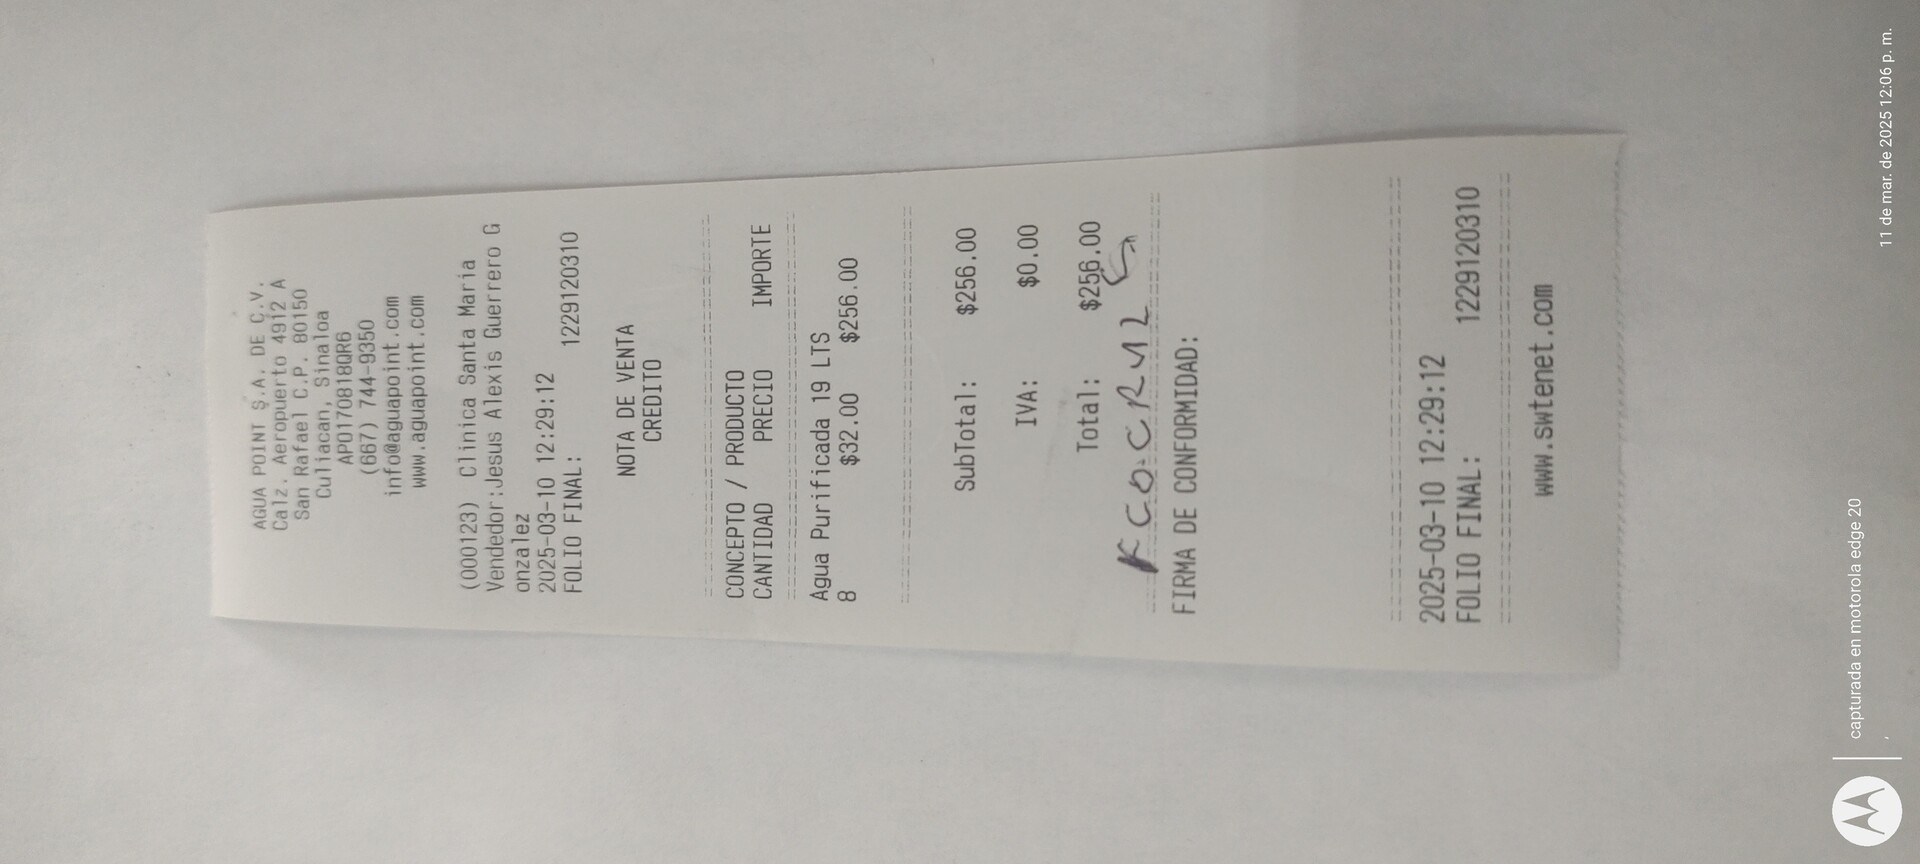 AGUA POINT S.A. DE C.V.
Calz. Aeropuerto 4912 A
San Rafael C.P. 80150
Culiacan, Sinaloa
APO170818QR6
(667) 744-9350
info@aguapoint.com
www.aguapoint.com
(000123) Clinica Santa Maria
Vendedor:Jesus Alexis Guerrero G
onzalez
2025-03-10 12:29:12
FOLIO FINAL: 1229120310
NOTA DE VENTA
CREDITO
CONCEPTO / PRODUCTO
CANTIDAD PRECIO IMPORTE
Agua Purificada 19 LTS
8 $32.00 $256.00
SubTotal: $256.00
IVA: $0.00
Total: $256.00
FIRMA DE CONFORMIDAD:
2025-03-10 12:29:12
FOLIO FINAL: 1229120310
www.swtenet.com
capturada en motorola edge 20
11 de mar. de 2025 12:06 p. m.